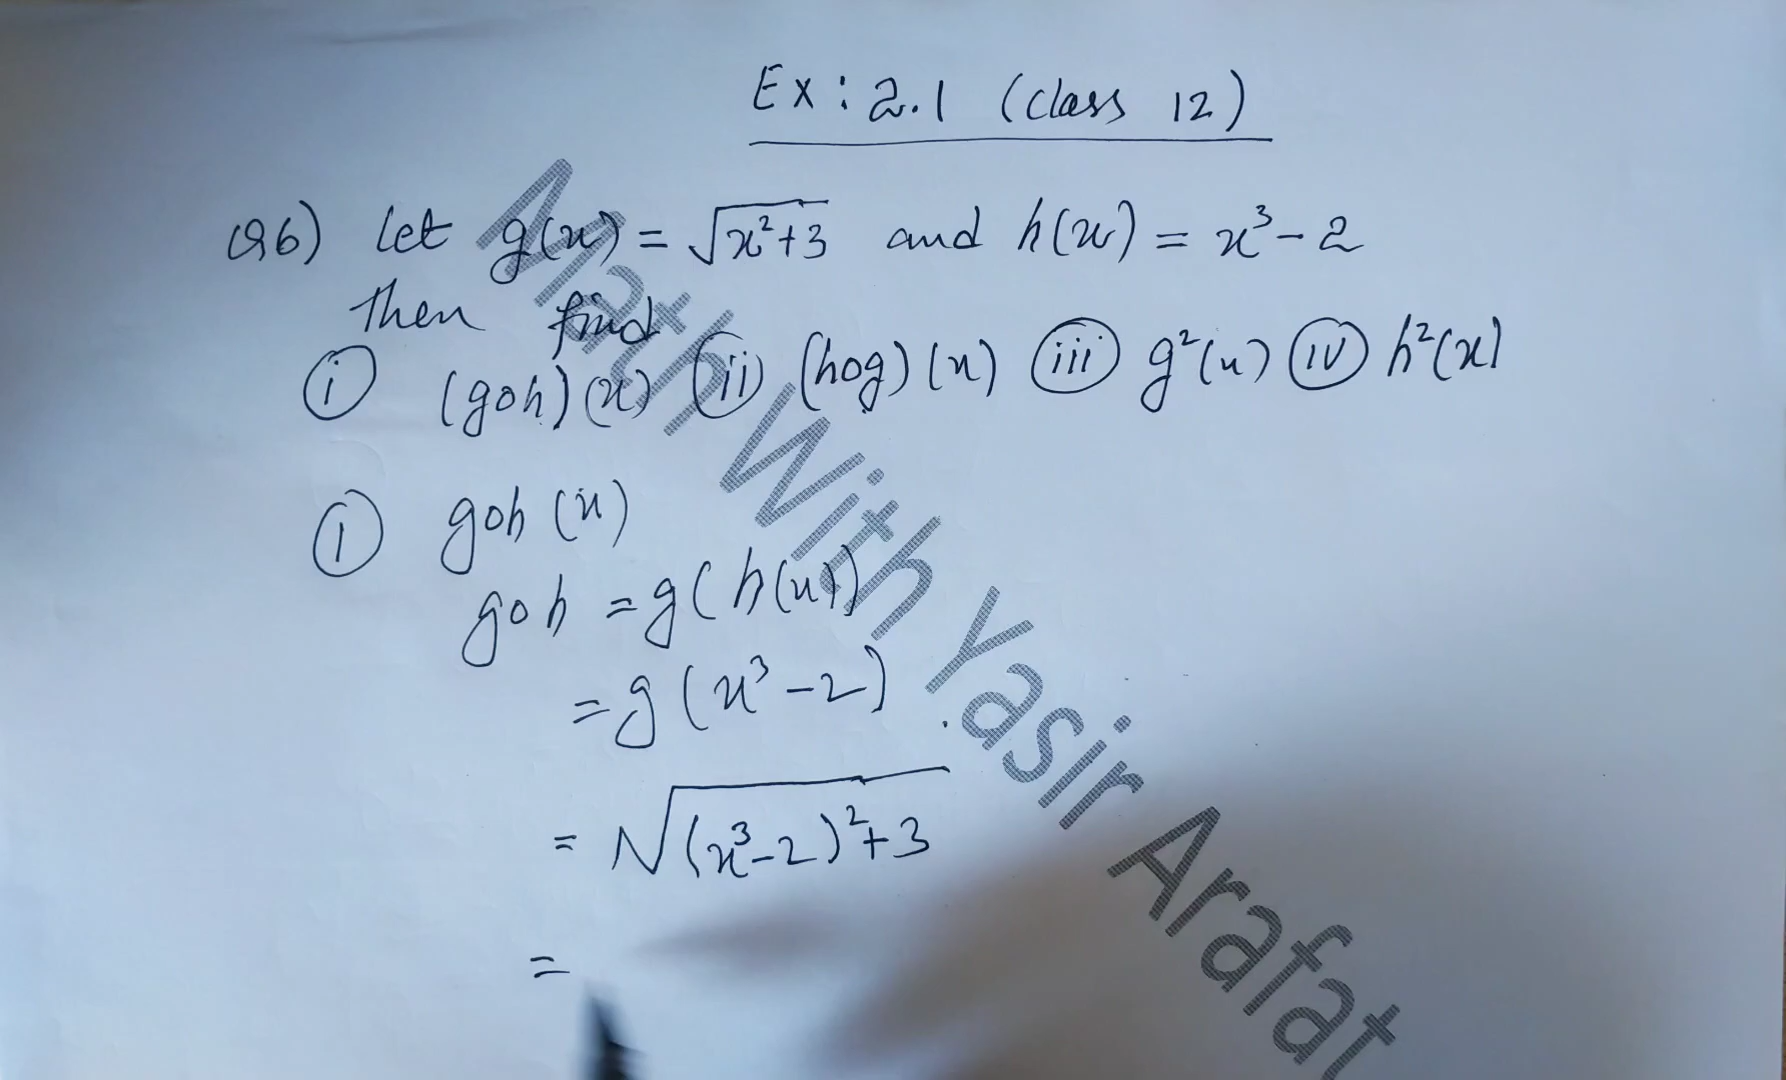 Ex: 2.1 (class 12)
Q6) Let g(x) = √x²+3 and h(x) = x³-2
then find
(i) (goh)(x) (ii) (hog)(x) (iii) g²(x) (iv) h²(x)
(i) goh(x)
goh = g(h(x))
= g(x³-2)
= √(x³-2)²+3
=
Math With Yasir Arafat